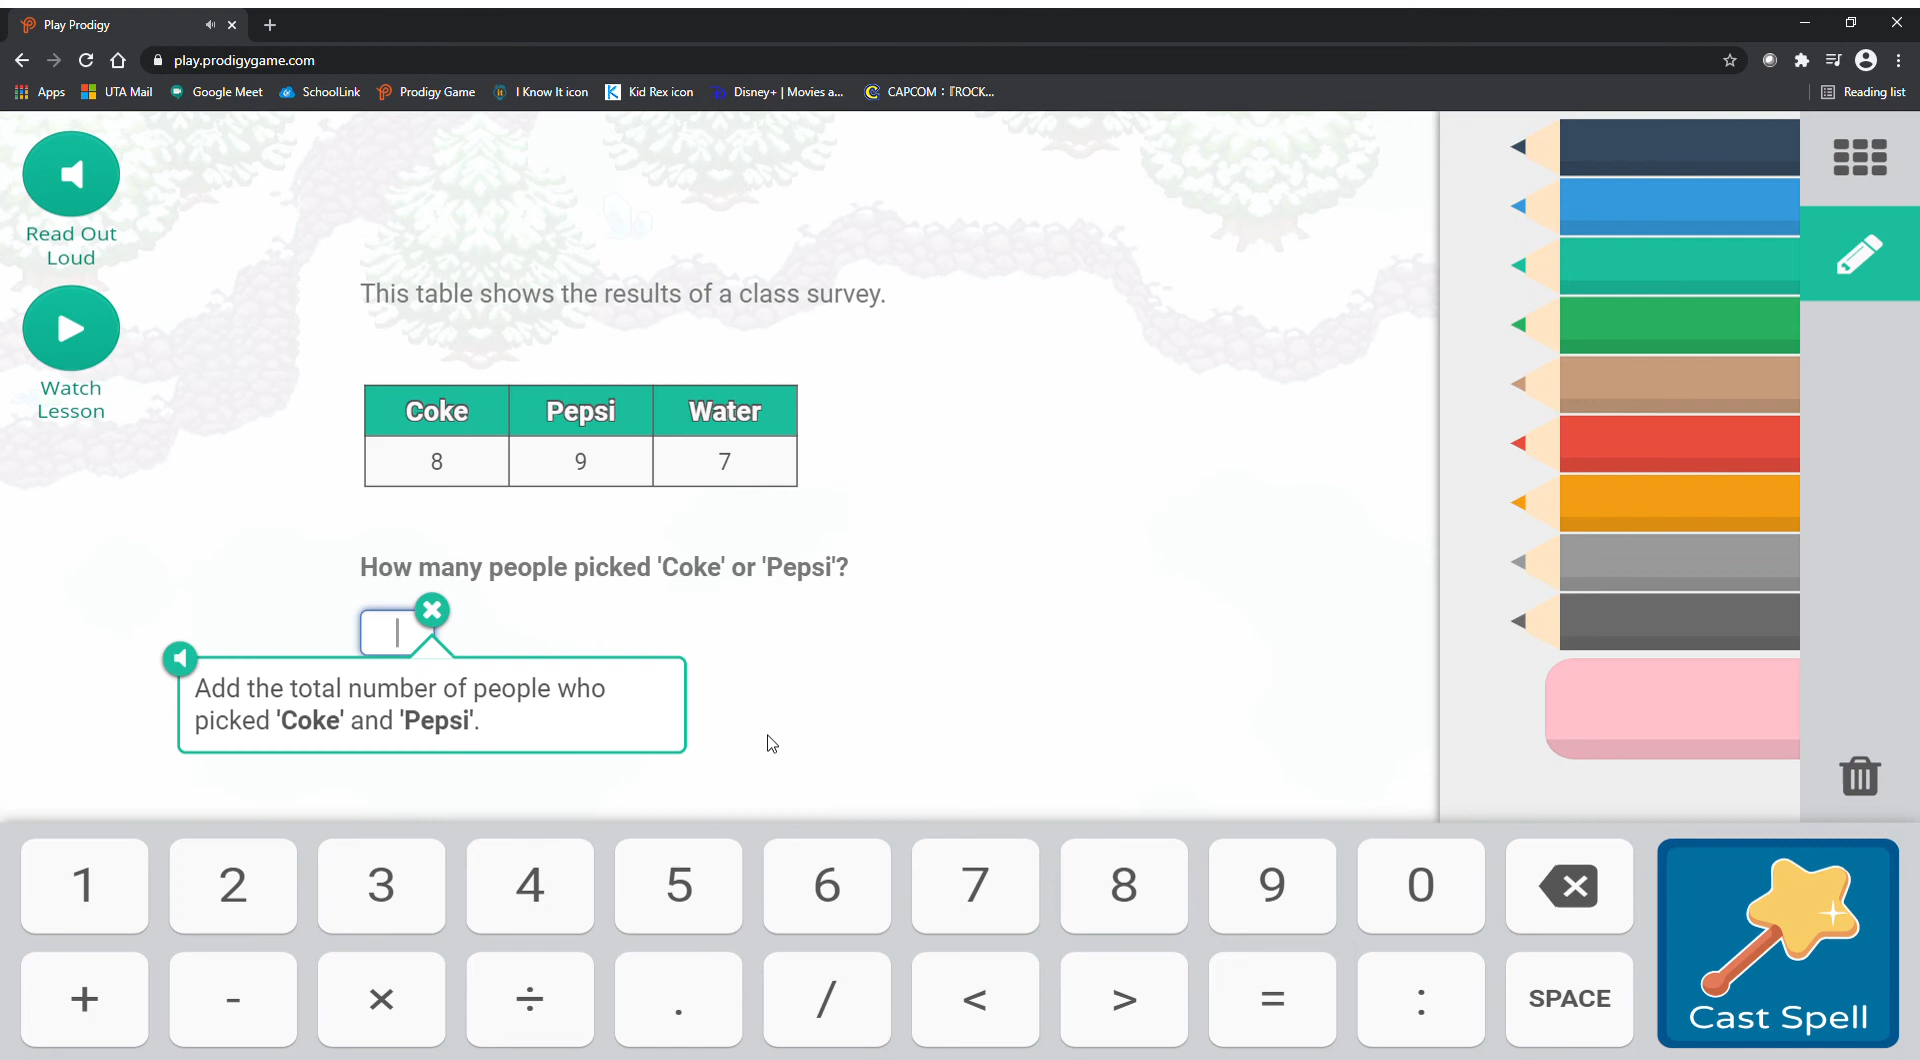 Play Prodigy
play.prodigygame.com
Apps UTA Mail Google Meet SchoolLink Prodigy Game I Know It icon Kid Rex icon Disney+ | Movies a... CAPCOM：『ROCK... Reading list
Read Out
Loud
Watch
Lesson
This table shows the results of a class survey.
Coke Pepsi Water
8 9 7
How many people picked 'Coke' or 'Pepsi'?
Add the total number of people who
picked 'Coke' and 'Pepsi'.
1 2 3 4 5 6 7 8 9 0
+ - × ÷ . / < > = : SPACE
Cast Spell